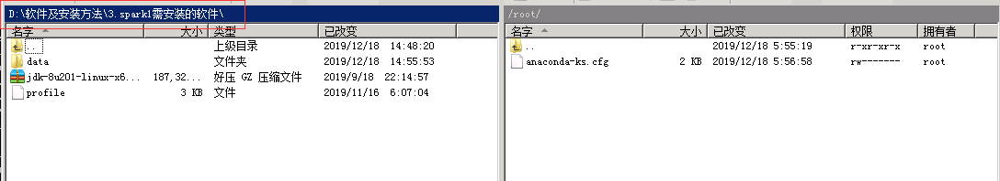 D:\软件及安装方法\3.spark1需安装的软件\
名字 大小 类型 已改变
.. 上级目录 2019/12/18 14:48:20
data 文件夹 2019/12/18 14:55:53
jdk-8u201-linux-x6... 187,32... 好压 GZ 压缩文件 2019/9/18 22:14:57
profile 3 KB 文件 2019/11/16 6:07:04
/root/
名字 大小 已改变 权限 拥有者
.. 2019/12/18 5:55:19 r-xr-xr-x root
anaconda-ks.cfg 2 KB 2019/12/18 5:56:58 rw------- root